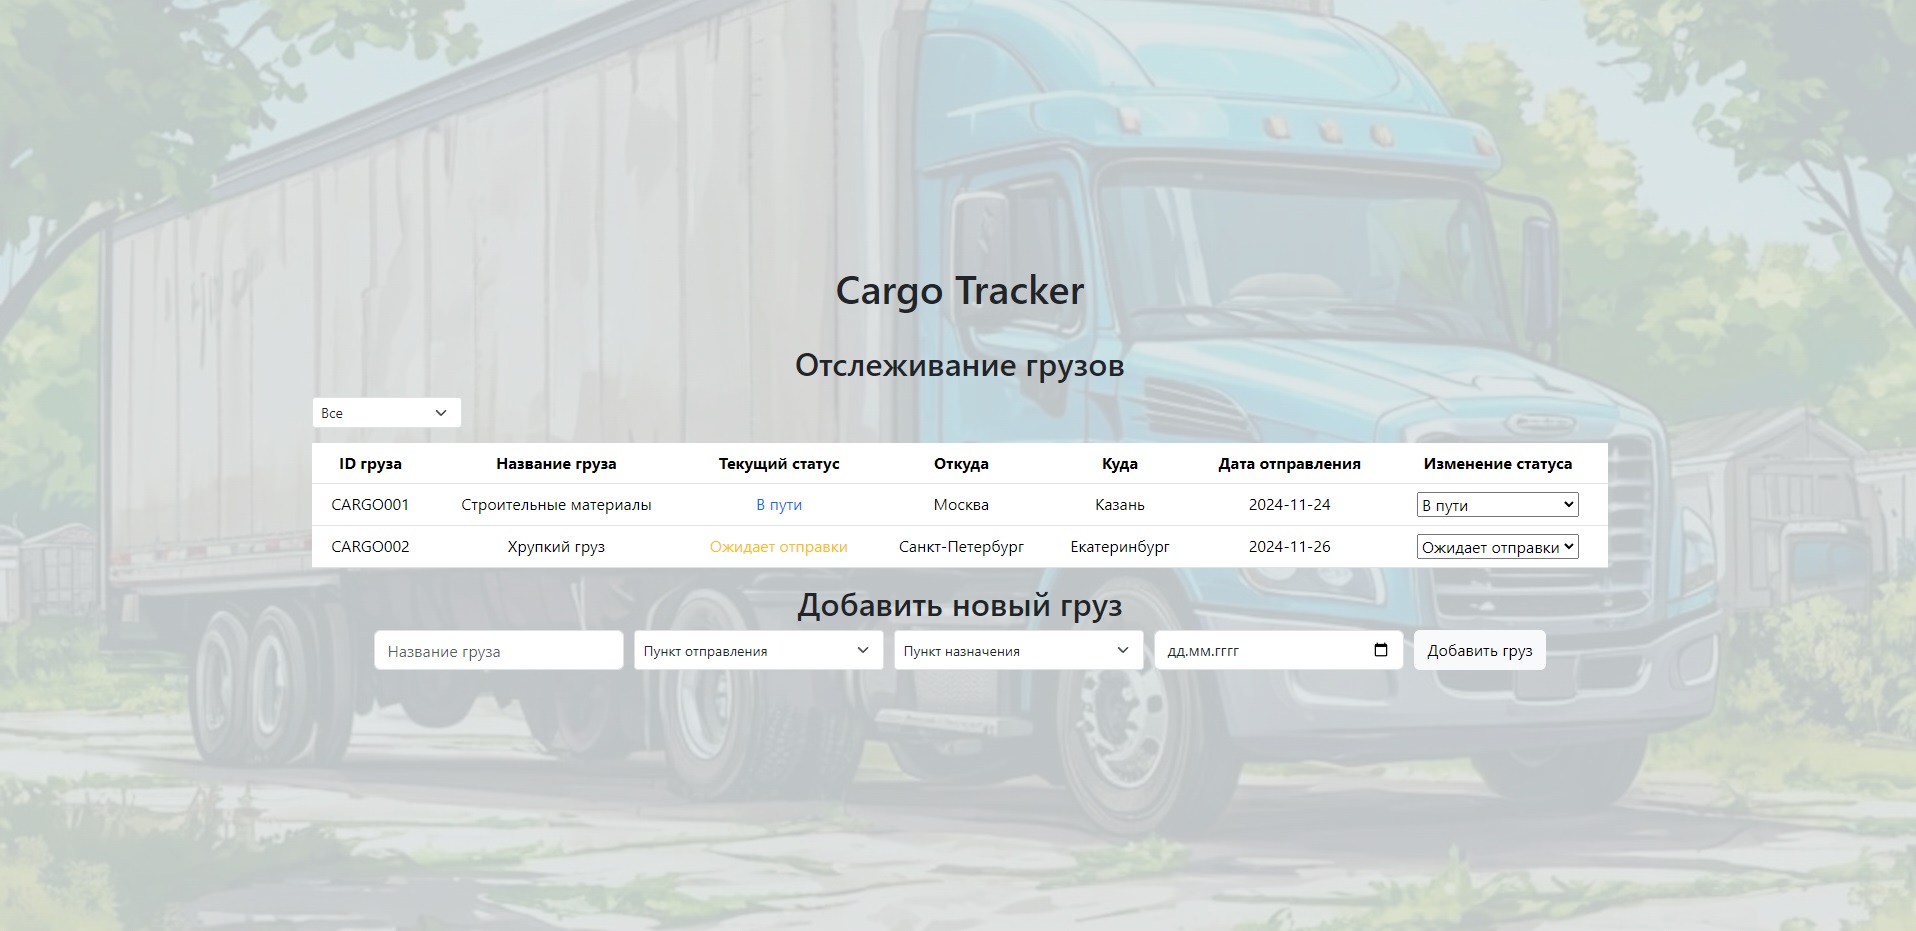 Cargo Tracker
Отслеживание грузов
Все
ID груза Название груза Текущий статус Откуда Куда Дата отправления Изменение статуса
CARGO001 Строительные материалы В пути Москва Казань 2024-11-24 В пути
CARGO002 Хрупкий груз Ожидает отправки Санкт-Петербург Екатеринбург 2024-11-26 Ожидает отправки
Добавить новый груз
Название груза Пункт отправления Пункт назначения дд.мм.гггг Добавить груз